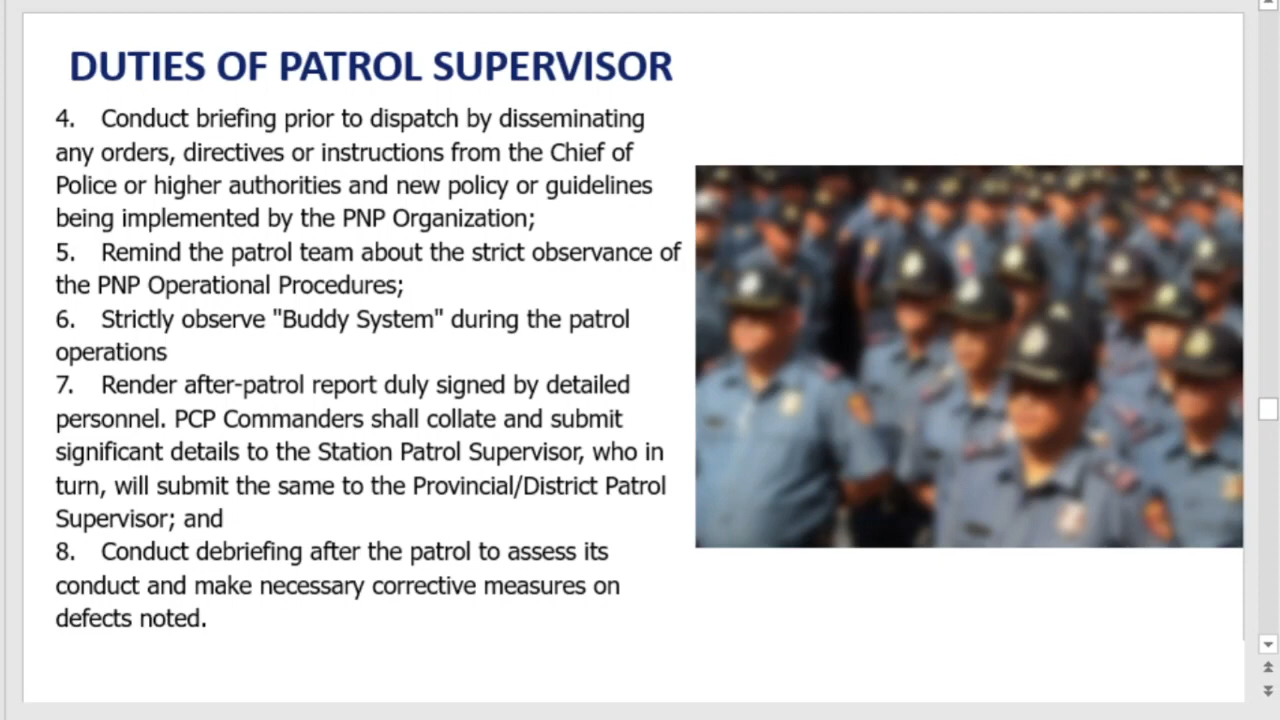 DUTIES OF PATROL SUPERVISOR
4. Conduct briefing prior to dispatch by disseminating
any orders, directives or instructions from the Chief of
Police or higher authorities and new policy or guidelines
being implemented by the PNP Organization;
5. Remind the patrol team about the strict observance of
the PNP Operational Procedures;
6. Strictly observe "Buddy System" during the patrol
operations
7. Render after-patrol report duly signed by detailed
personnel. PCP Commanders shall collate and submit
significant details to the Station Patrol Supervisor, who in
turn, will submit the same to the Provincial/District Patrol
Supervisor; and
8. Conduct debriefing after the patrol to assess its
conduct and make necessary corrective measures on
defects noted.